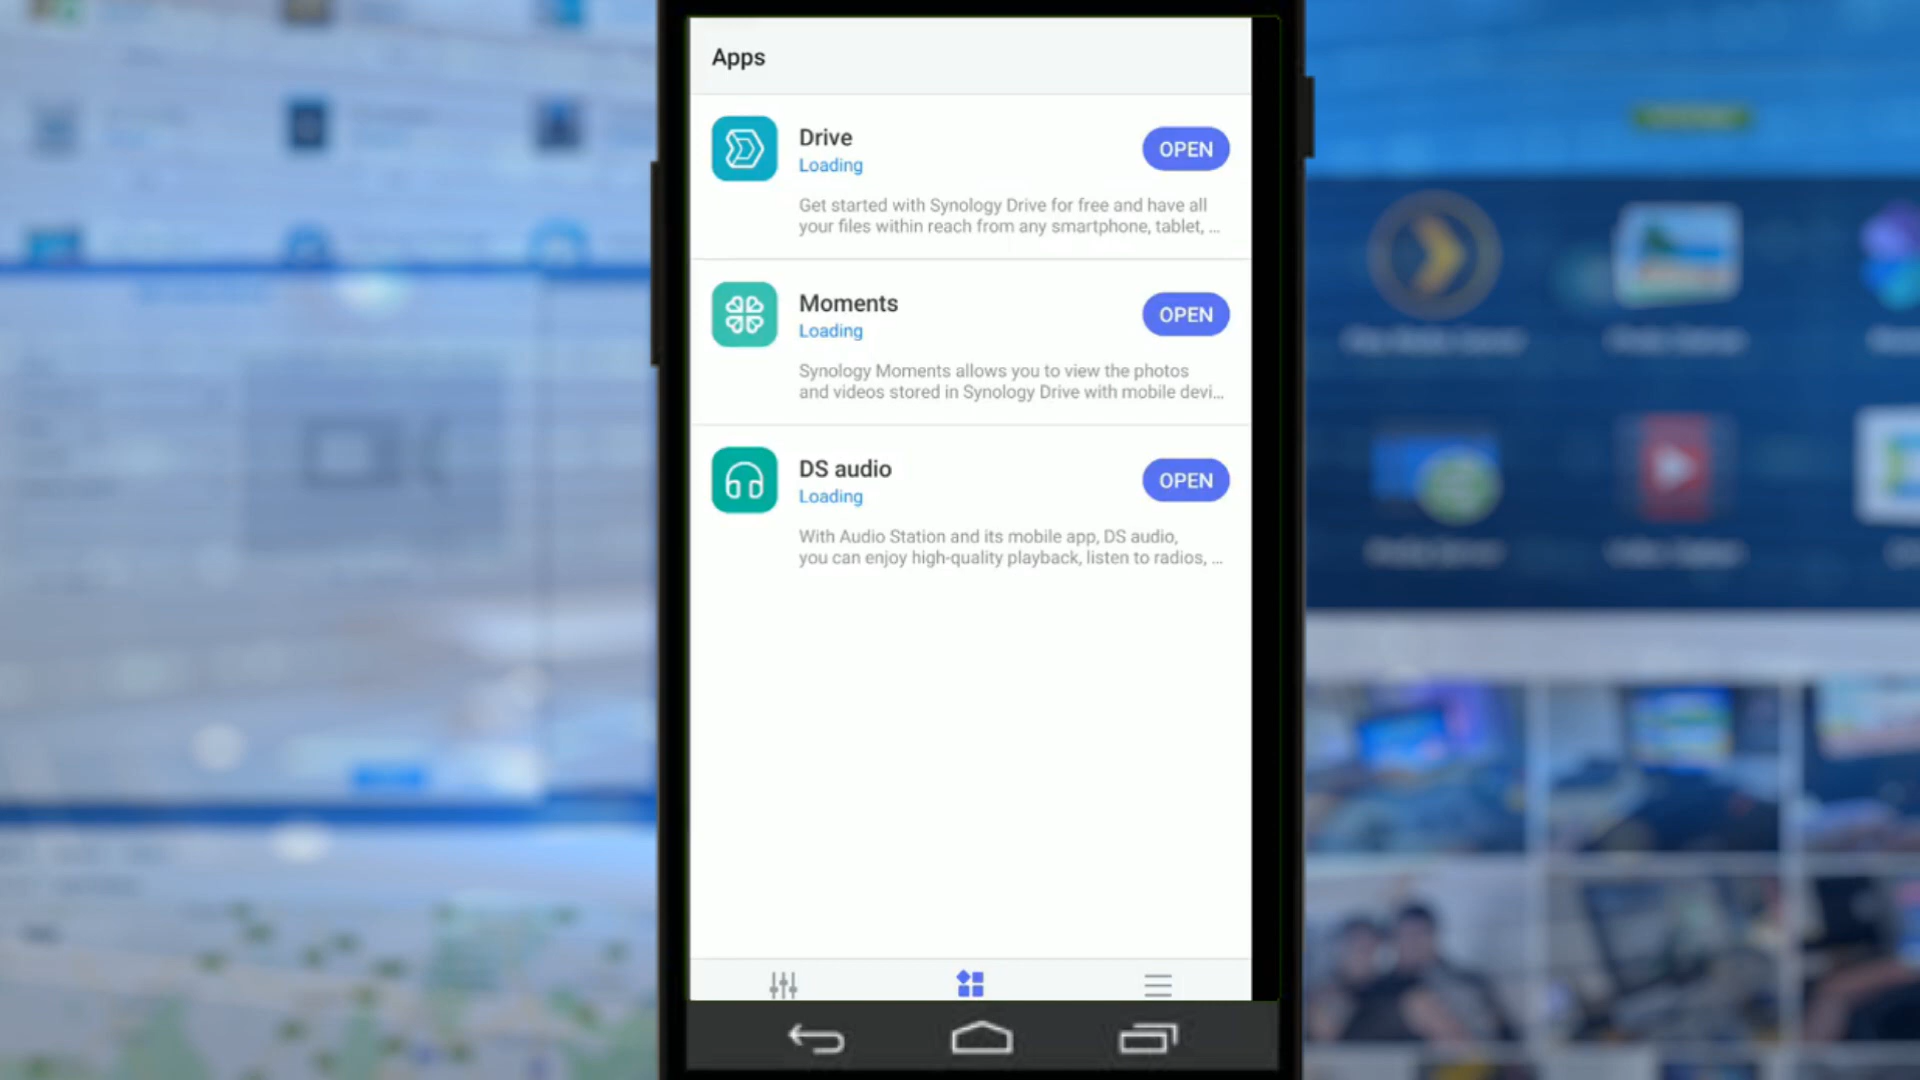 Apps
Drive
OPEN
Loading
Get started with Synology Drive for free and have all
your files within reach from any smartphone, tablet, ...
Moments
OPEN
Loading
Synology Moments allows you to view the photos
and videos stored in Synology Drive with mobile devi...
DS audio
OPEN
Loading
With Audio Station and its mobile app, DS audio,
you can enjoy high-quality playback, listen to radios, ...